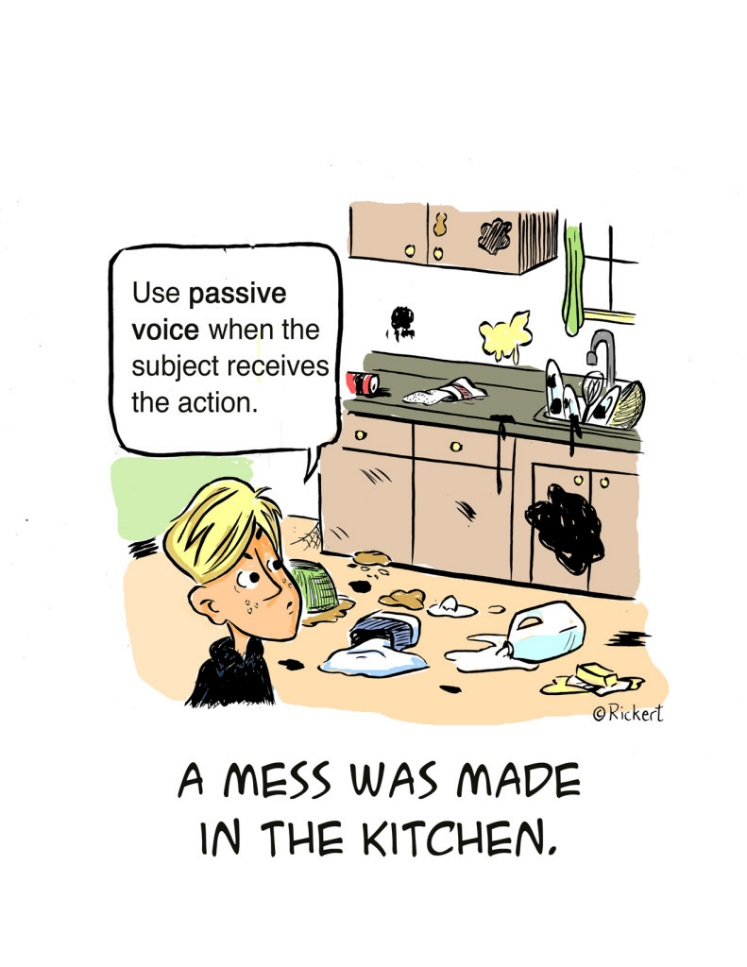 Use passive
voice when the
subject receives
the action.
©Rickert
A MESS WAS MADE
IN THE KITCHEN.